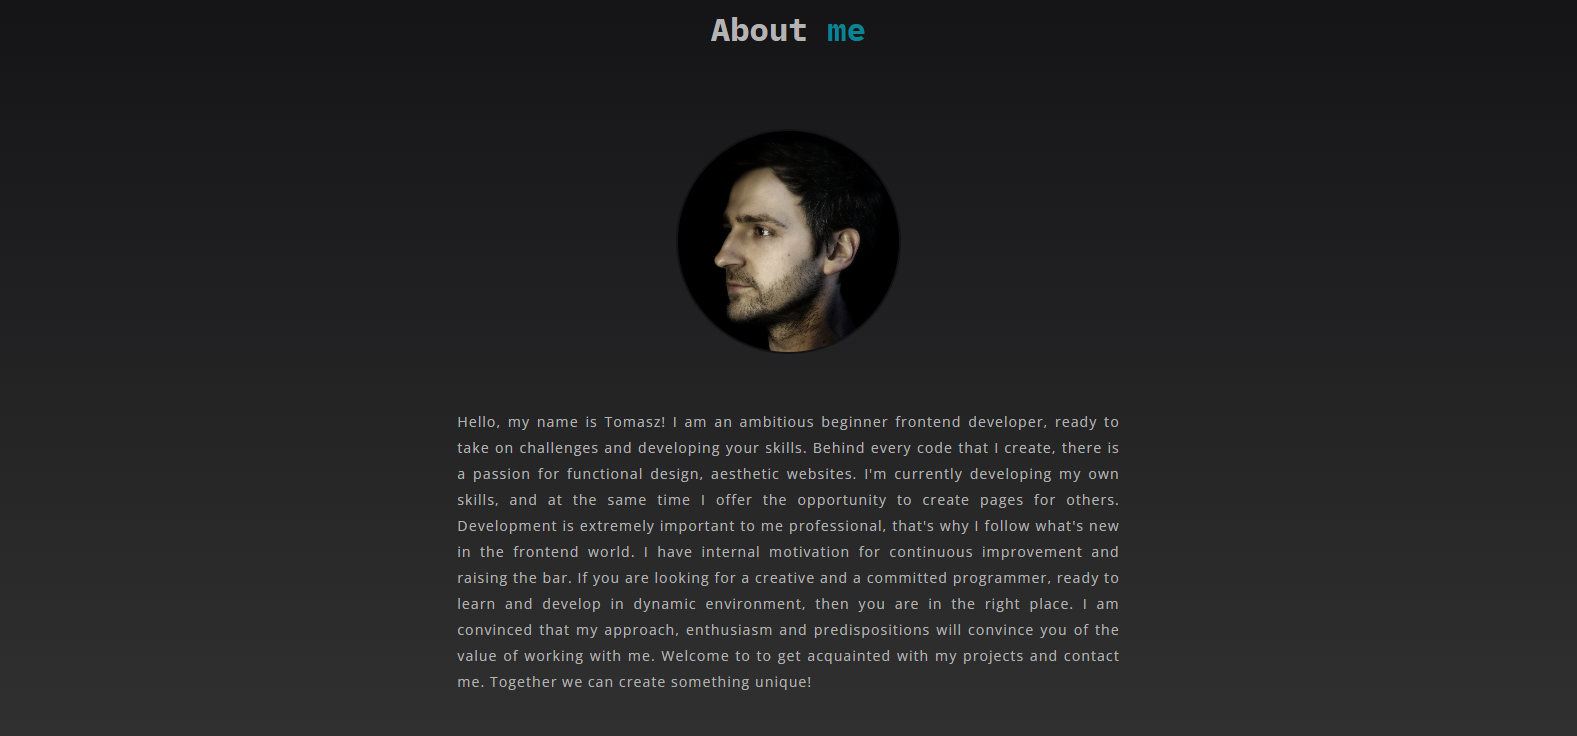 About me
Hello, my name is Tomasz! I am an ambitious beginner frontend developer, ready to
take on challenges and developing your skills. Behind every code that I create, there is
a passion for functional design, aesthetic websites. I'm currently developing my own
skills, and at the same time I offer the opportunity to create pages for others.
Development is extremely important to me professional, that's why I follow what's new
in the frontend world. I have internal motivation for continuous improvement and
raising the bar. If you are looking for a creative and a committed programmer, ready to
learn and develop in dynamic environment, then you are in the right place. I am
convinced that my approach, enthusiasm and predispositions will convince you of the
value of working with me. Welcome to to get acquainted with my projects and contact
me. Together we can create something unique!